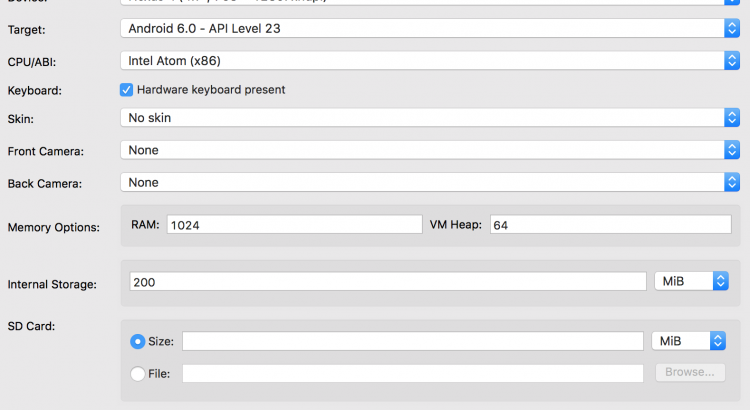 Target: Android 6.0 - API Level 23
CPU/ABI: Intel Atom (x86)
Keyboard: Hardware keyboard present
Skin: No skin
Front Camera: None
Back Camera: None
Memory Options: RAM: 1024 VM Heap: 64
Internal Storage: 200 MiB
SD Card:
Size: MiB
File: Browse...